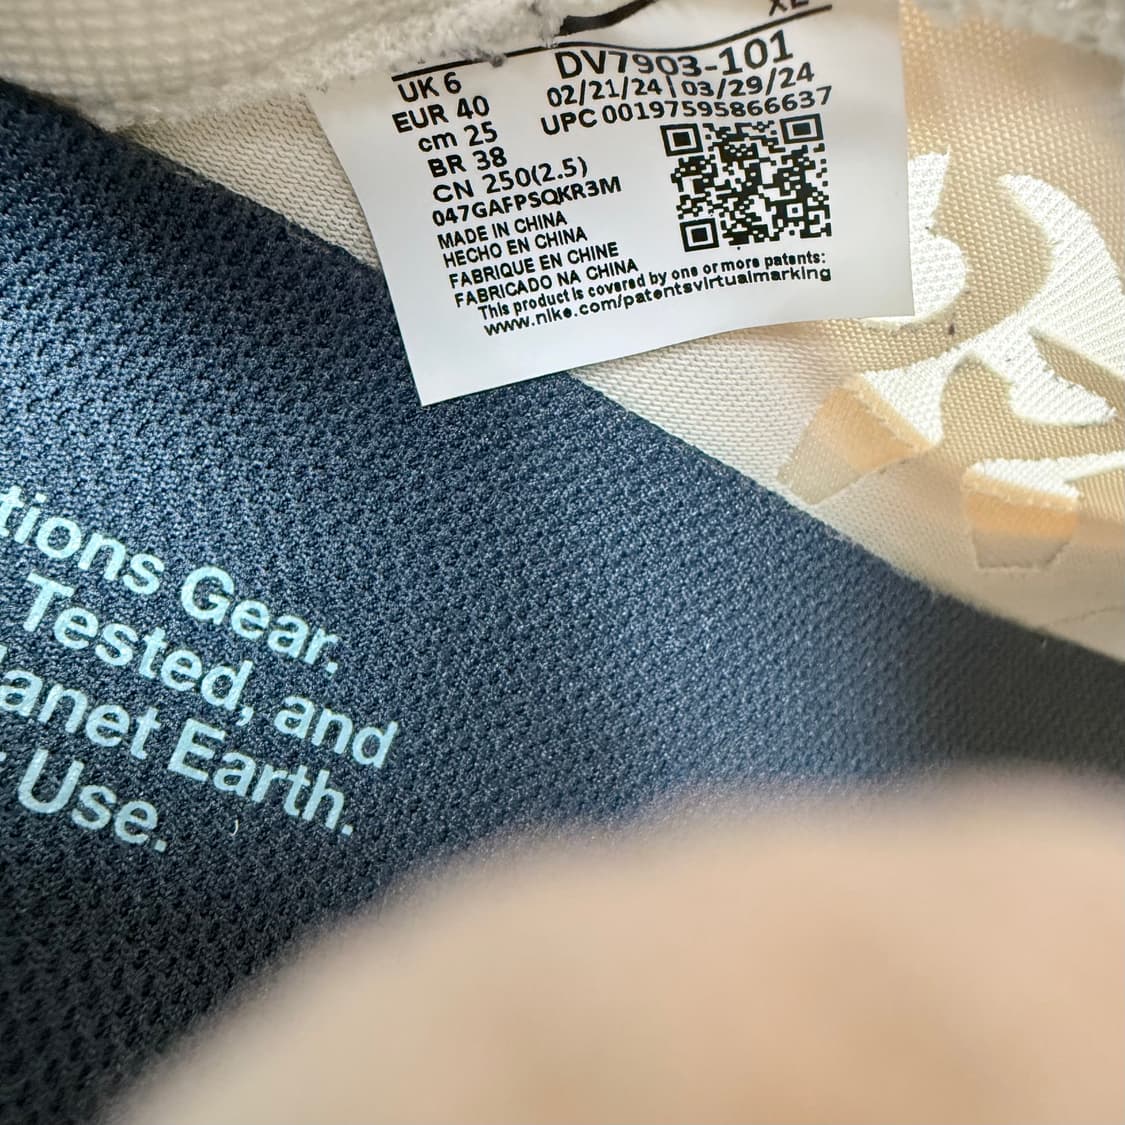 XL
UK 6
EUR 40
cm 25
BR 38
CN 250(2.5)
DV7903-101
02/21/24 03/29/24
UPC 00197595866637
047GAFPSQKR3M
MADE IN CHINA
HECHO EN CHINA
FABRIQUE EN CHINE
FABRICADO NA CHINA
This product is covered by one or more patents:
www.nike.com/patentsvirtualmarking
tions Gear.
Tested, and
lanet Earth.
Use.